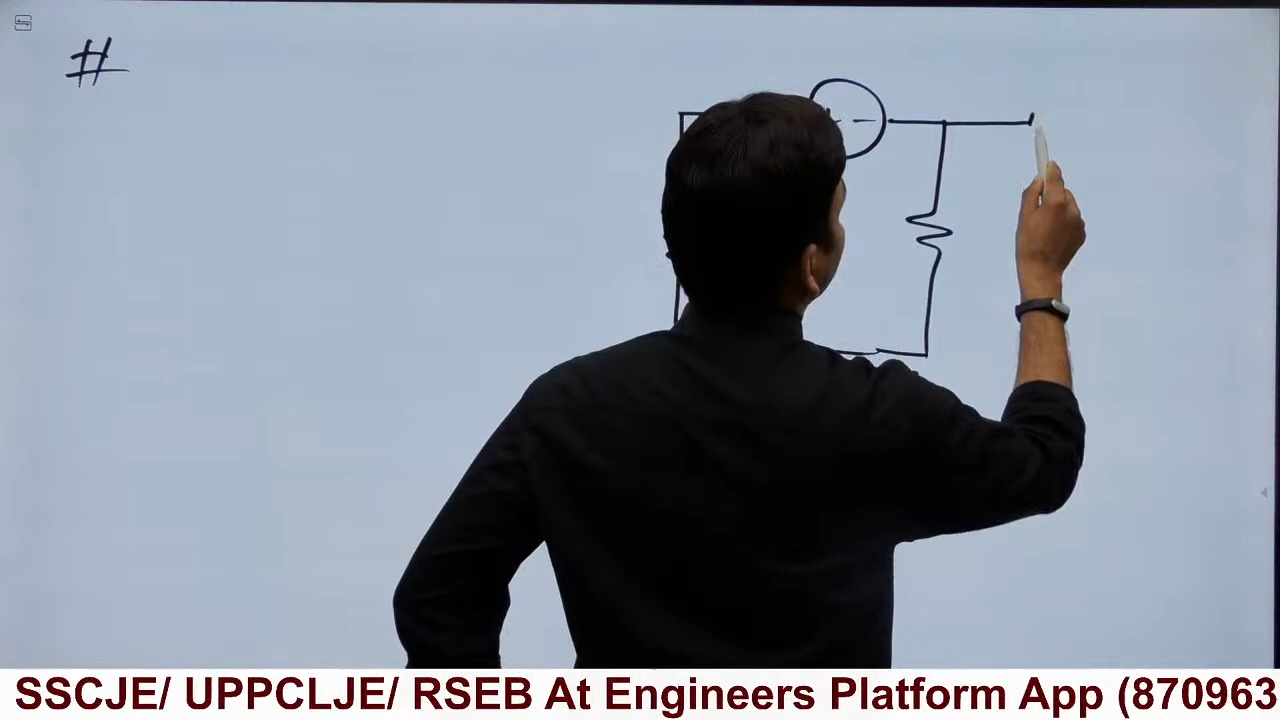 #
+ -
SSCJE/ UPPCLJE/ RSEB At Engineers Platform App (870963